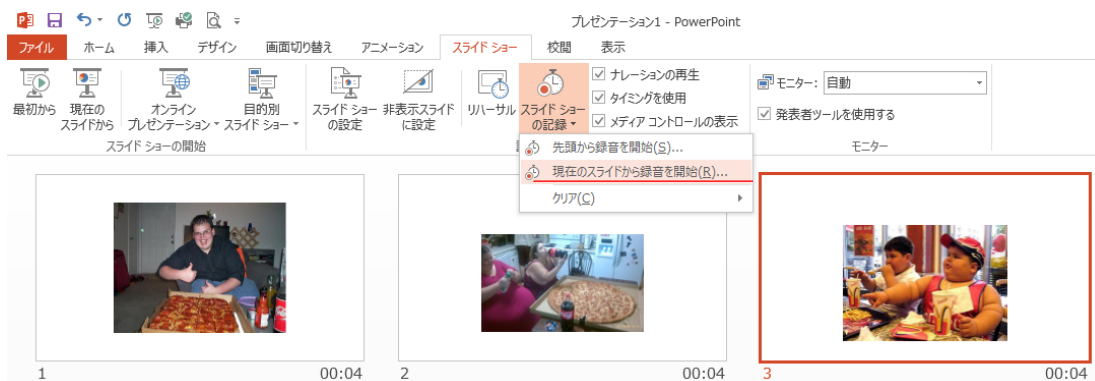 プレゼンテーション1 - PowerPoint
ファイル ホーム 挿入 デザイン 画面切り替え アニメーション スライド ショー 校閲 表示
最初から
現在の
スライドから
オンライン
プレゼンテーション
目的別
スライド ショー
スライド ショー
の設定
非表示スライド
に設定
リハーサル
スライド ショー
の記録
ナレーションの再生
タイミングを使用
メディア コントロールの表示
モニター: 自動
発表者ツールを使用する
スライド ショーの開始
モニター
先頭から録音を開始(S)...
現在のスライドから録音を開始(R)...
クリア(C)
1 00:04
2 00:04
3 00:04